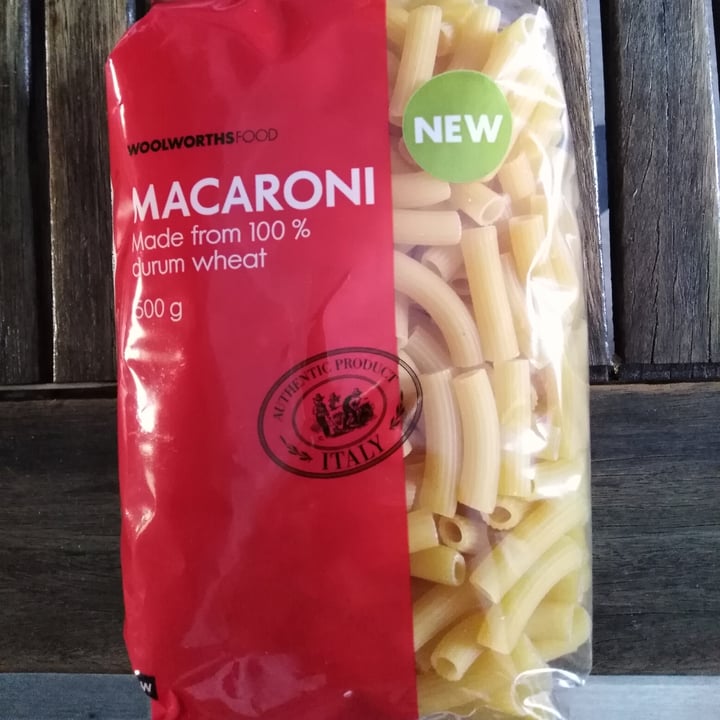 WOOLWORTHSFOOD
NEW
MACARONI
Made from 100 %
durum wheat
500 g
AUTHENTIC PRODUCT
ITALY
W